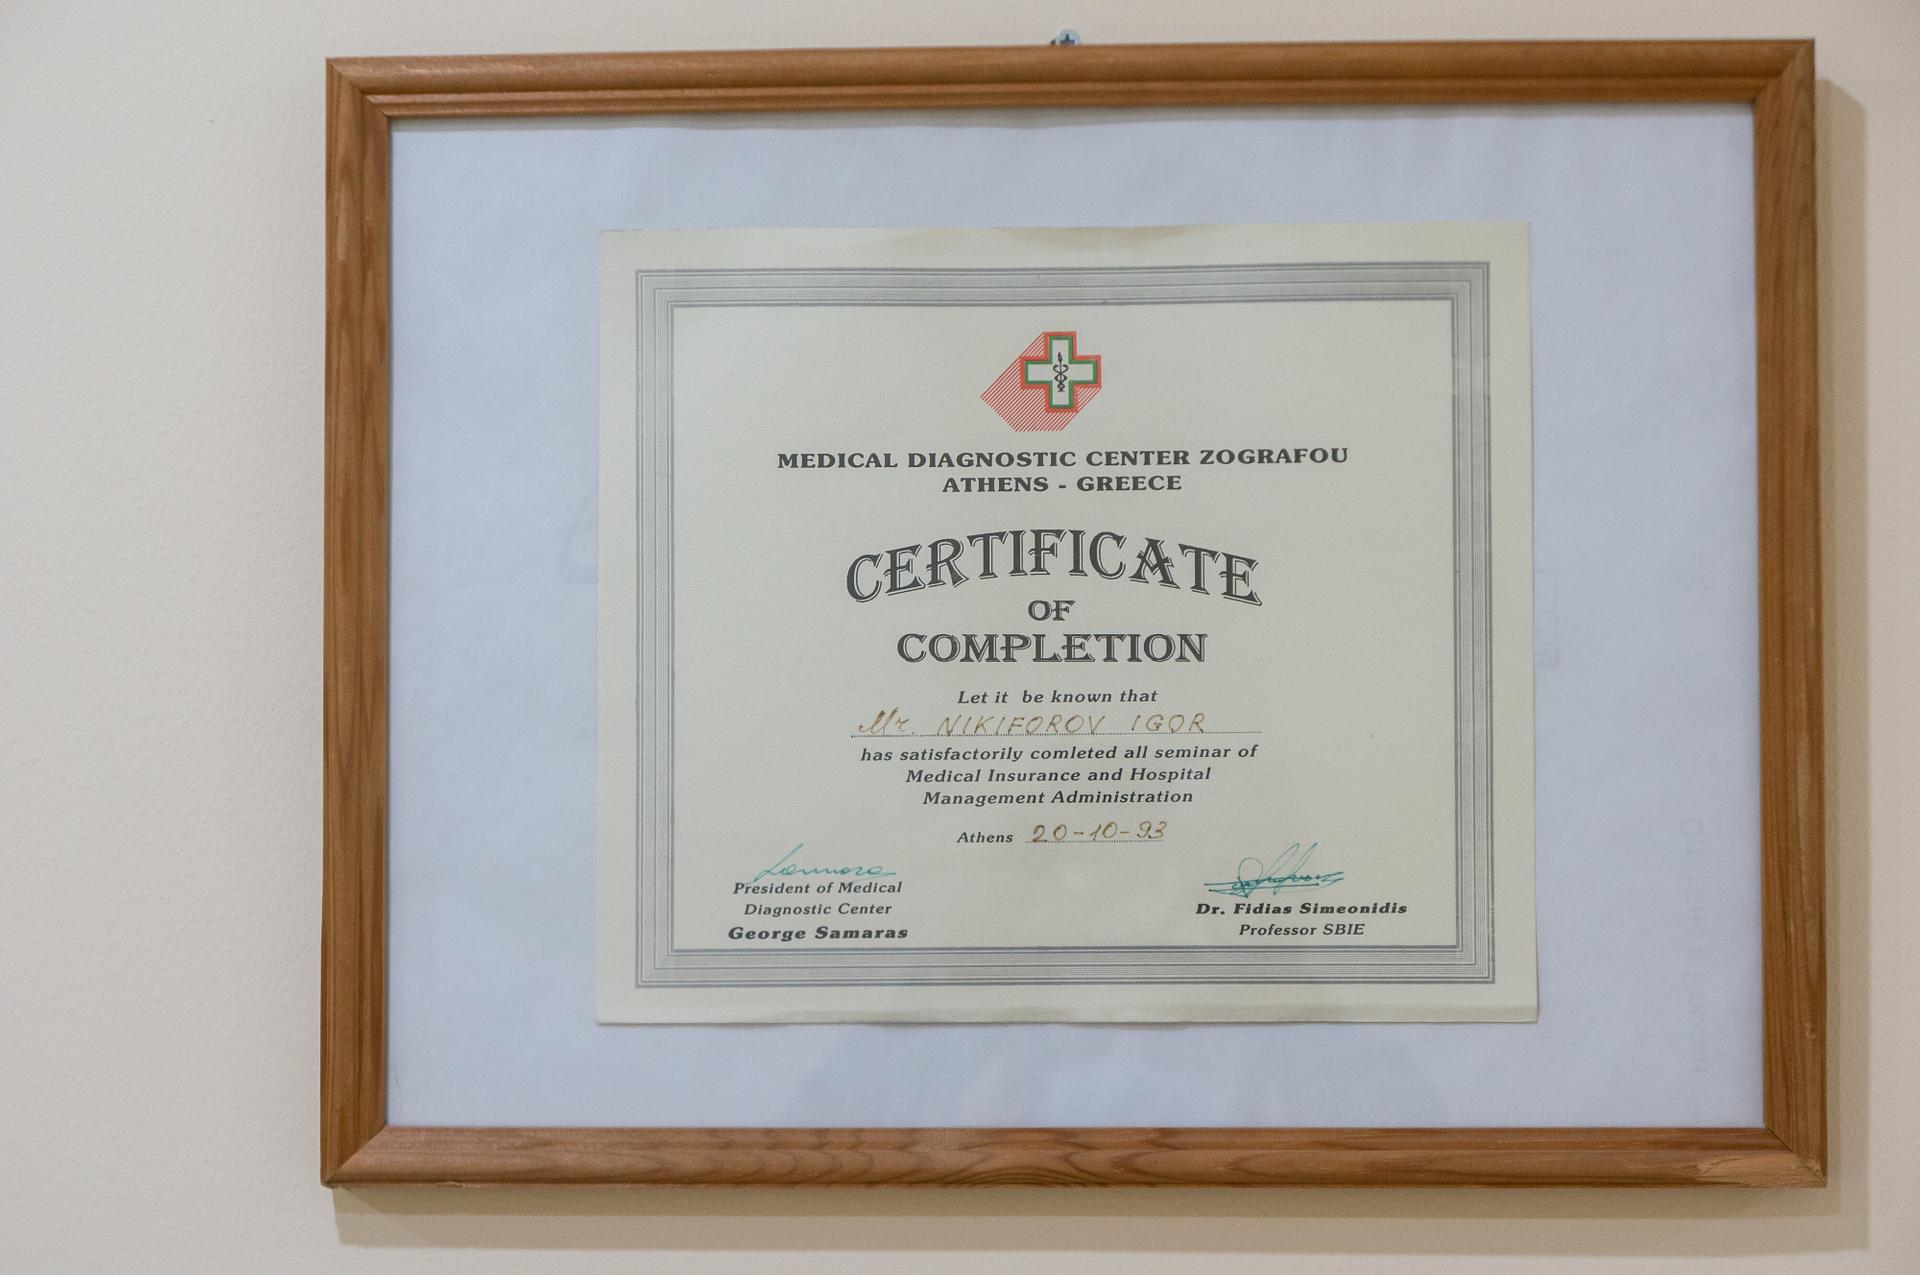 MEDICAL DIAGNOSTIC CENTER ZOGRAFOU
ATHENS - GREECE
CERTIFICATE
OF
COMPLETION
Let it be known that
Mr. NIKIFOROV IGOR
has satisfactorily comleted all seminar of
Medical Insurance and Hospital
Management Administration
Athens 20-10-93
President of Medical
Diagnostic Center
George Samaras
Dr. Fidias Simeonidis
Professor SBIE